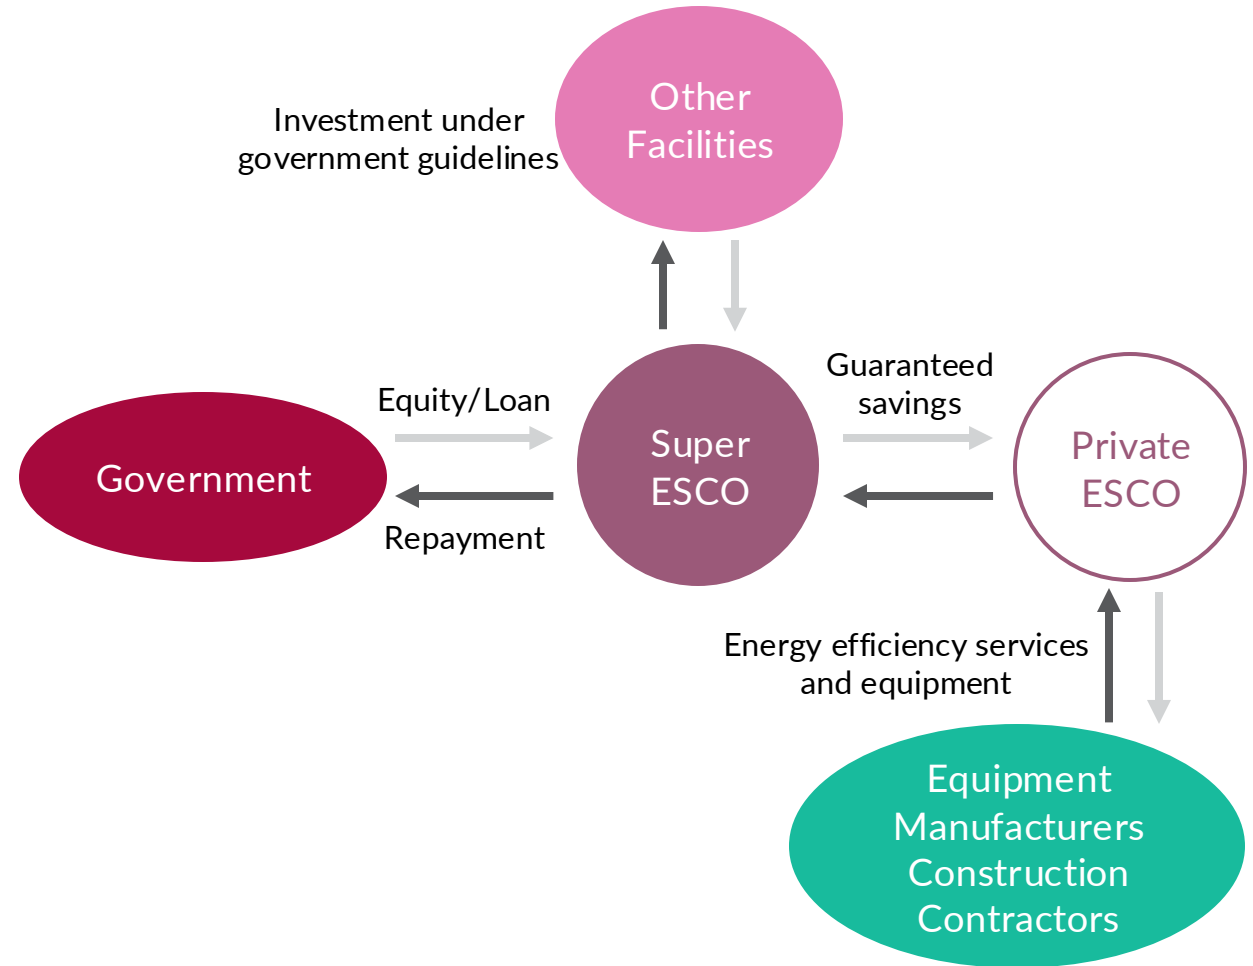 Other
Facilities
Investment under
government guidelines
Equity/Loan
Guaranteed
savings
Government
Super
ESCO
Private
ESCO
Repayment
Energy efficiency services
and equipment
Equipment
Manufacturers
Construction
Contractors